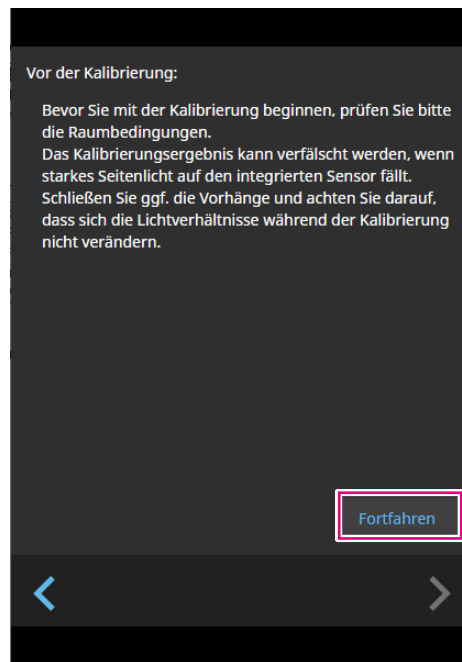 Vor der Kalibrierung:
Bevor Sie mit der Kalibrierung beginnen, prüfen Sie bitte
die Raumbedingungen.
Das Kalibrierungsergebnis kann verfälscht werden, wenn
starkes Seitenlicht auf den integrierten Sensor fällt.
Schließen Sie ggf. die Vorhänge und achten Sie darauf,
dass sich die Lichtverhältnisse während der Kalibrierung
nicht verändern.
Fortfahren